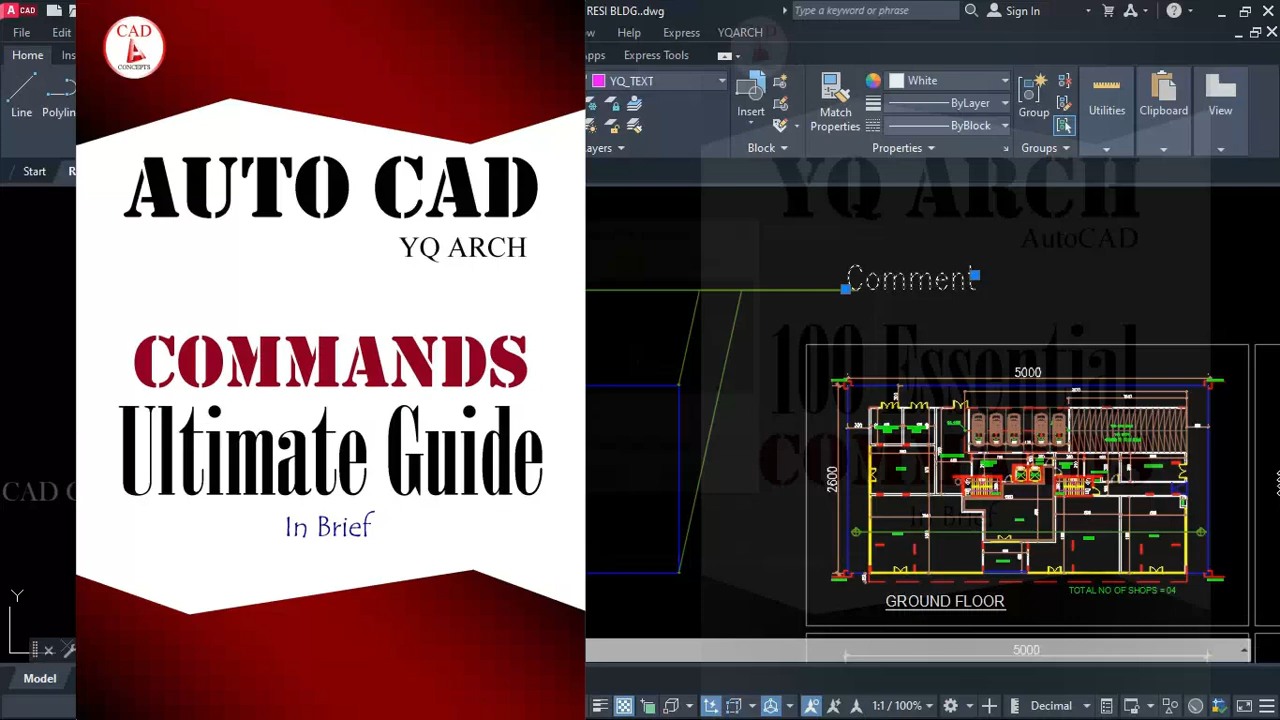 RESI BLDG..dwg
Type a keyword or phrase
Sign In
File
Edit
Help
Express
YQARCH
Home
Express Tools
Line
YQ_TEXT
Insert
Match
Properties
White
ByLayer
ByBlock
Group
Utilities
Clipboard
View
Block
Properties
Groups
Start
CAD
CONCEPTS
AUTO CAD
YQ ARCH
COMMANDS
Ultimate Guide
In Brief
YQ ARCH
AutoCAD
100 Essential
In Brief
Comment
5000
2600
GROUND FLOOR
TOTAL NO OF SHOPS = 04
5000
Y
Model
1:1 / 100%
Decimal